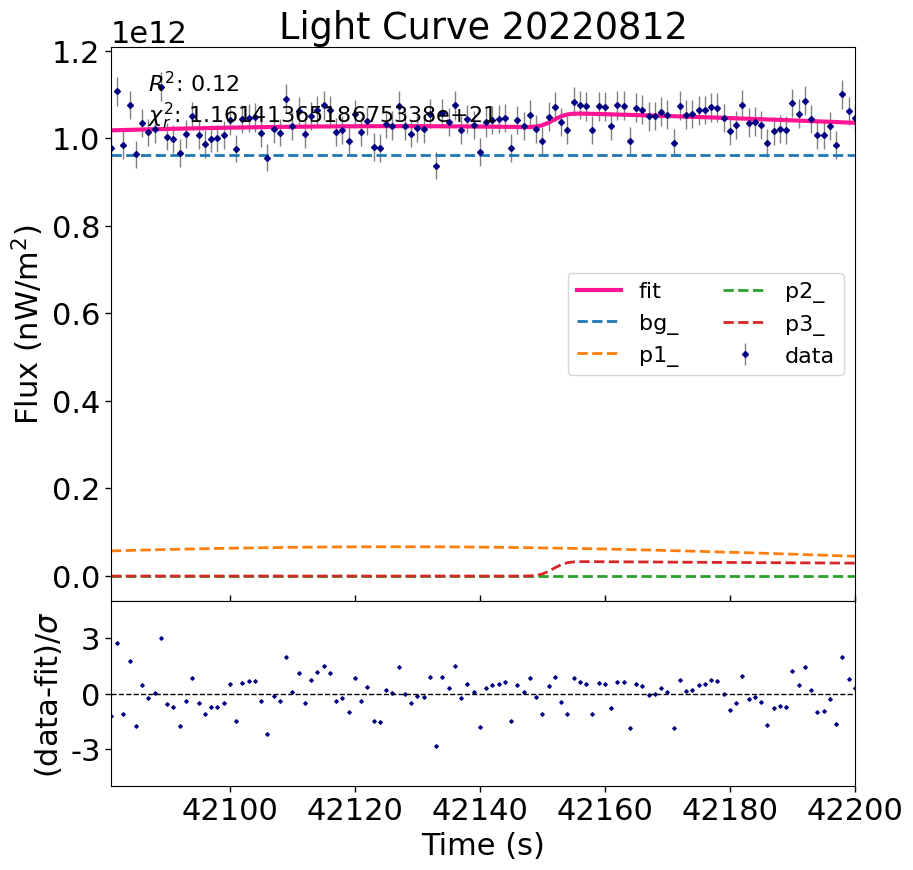 Light Curve 20220812
1e12
R²: 0.12
χ²ᵣ: 1.1614136518675338e+21
1.2
1.0
0.8
0.6
0.4
0.2
0.0
Flux (nW/m²)
fit
bg_
p1_
p2_
p3_
data
3
0
-3
(data-fit)/σ
42100 42120 42140 42160 42180 42200
Time (s)